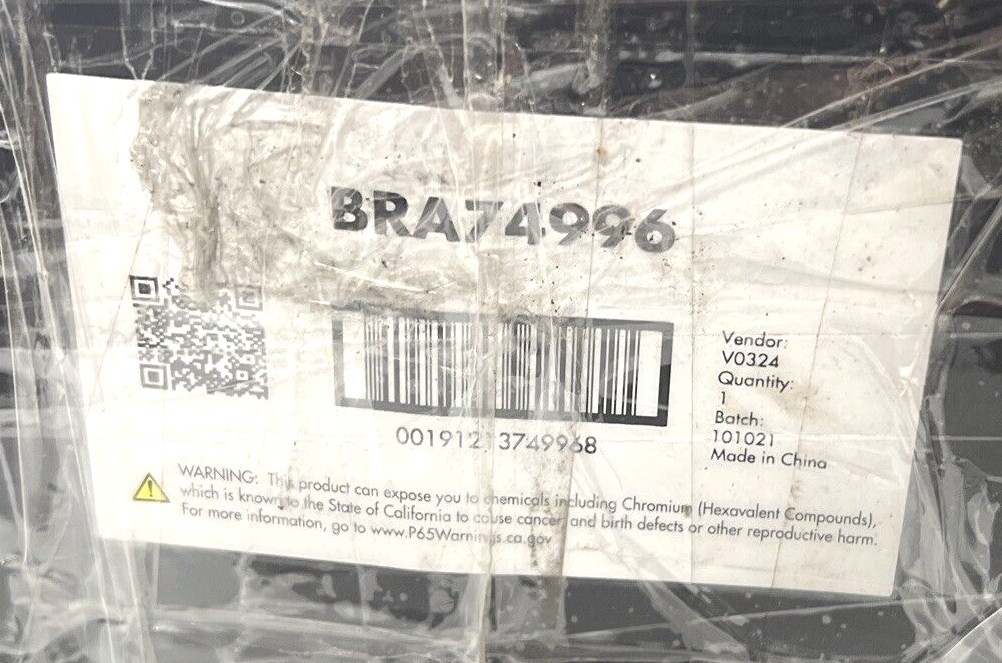 BRA74996
Vendor:
V0324
Quantity:
1
Batch:
101021
Made in China
00191213749968
WARNING: This product can expose you to chemicals including Chromium (Hexavalent Compounds),
which is known to the State of California to cause cancer and birth defects or other reproductive harm.
For more information, go to www.P65Warnings.ca.gov